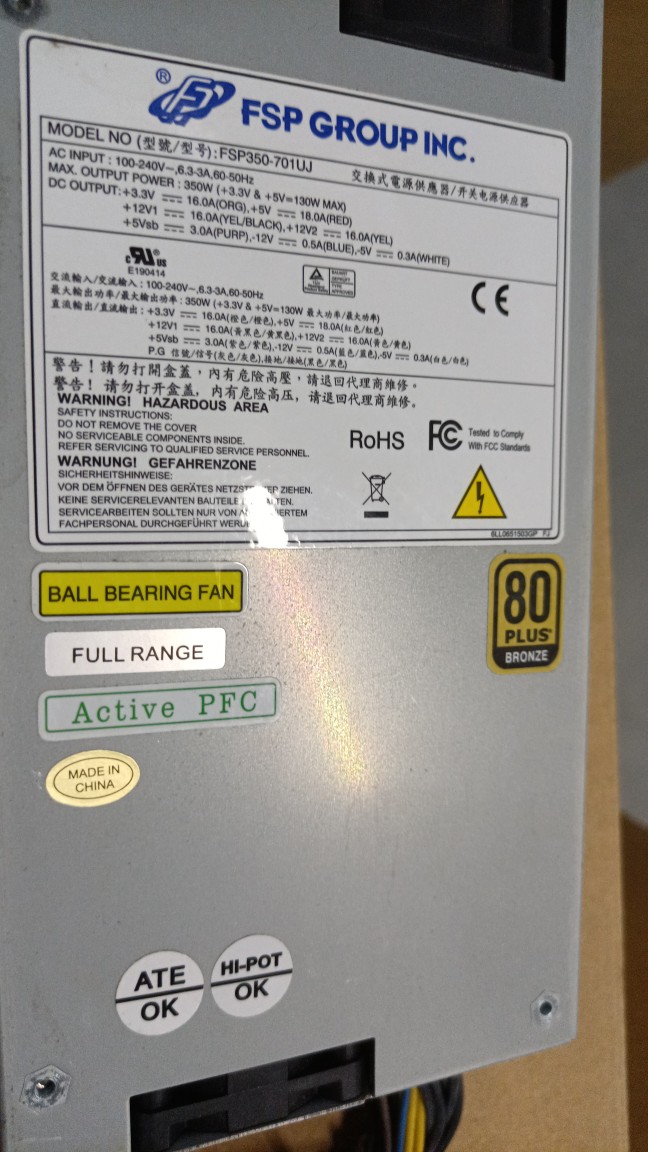 ® FSP GROUP INC.
MODEL NO (型號/型号) : FSP350-701UJ
交換式電源供應器/开关电源供应器
AC INPUT : 100-240V~,6.3-3A,60-50Hz
MAX. OUTPUT POWER : 350W (+3.3V & +5V=130W MAX)
DC OUTPUT: +3.3V ⎓ 16.0A(ORG),+5V ⎓ 18.0A(RED)
+12V1 ⎓ 16.0A(YEL/BLACK),+12V2 ⎓ 16.0A(YEL)
+5Vsb ⎓ 3.0A(PURP),-12V ⎓ 0.5A(BLUE),-5V ⎓ 0.3A(WHITE)
c RU us
E190414
CE
交流輸入/交流输入 : 100-240V~,6.3-3A,60-50Hz
最大輸出功率/最大输出功率 : 350W (+3.3V & +5V=130W 最大功率/最大功率)
直流輸出/直流输出 : +3.3V ⎓ 16.0A(橙色/橙色),+5V ⎓ 18.0A(紅色/红色)
+12V1 ⎓ 16.0A(黃黑色/黄黑色),+12V2 ⎓ 16.0A(黃色/黄色)
+5Vsb ⎓ 3.0A(紫色/紫色),-12V ⎓ 0.5A(藍色/蓝色),-5V ⎓ 0.3A(白色/白色)
P.G 信號/信号(灰色/灰色),接地/接地(黑色/黑色)
警告！請勿打開盒蓋，內有危險高壓，請退回代理商維修。
警告！请勿打开盒盖，内有危险高压，请退回代理商维修。
WARNING! HAZARDOUS AREA
SAFETY INSTRUCTIONS:
DO NOT REMOVE THE COVER
NO SERVICEABLE COMPONENTS INSIDE.
REFER SERVICING TO QUALIFIED SERVICE PERSONNEL.
RoHS
FC Tested to Comply
With FCC Standards
WARNUNG! GEFAHRENZONE
SICHERHEITSHINWEISE:
VOR DEM ÖFFNEN DES GERÄTES ZIEHEN.
KEINE SERVICERELEVANTEN BAUTEILE
SERVICEARBEITEN SOLLTEN NUR VON
FACHPERSONAL DURCHGEFÜHRT
BALL BEARING FAN
80
PLUS
BRONZE
FULL RANGE
Active PFC
MADE IN
CHINA
ATE
OK
HI-POT
OK